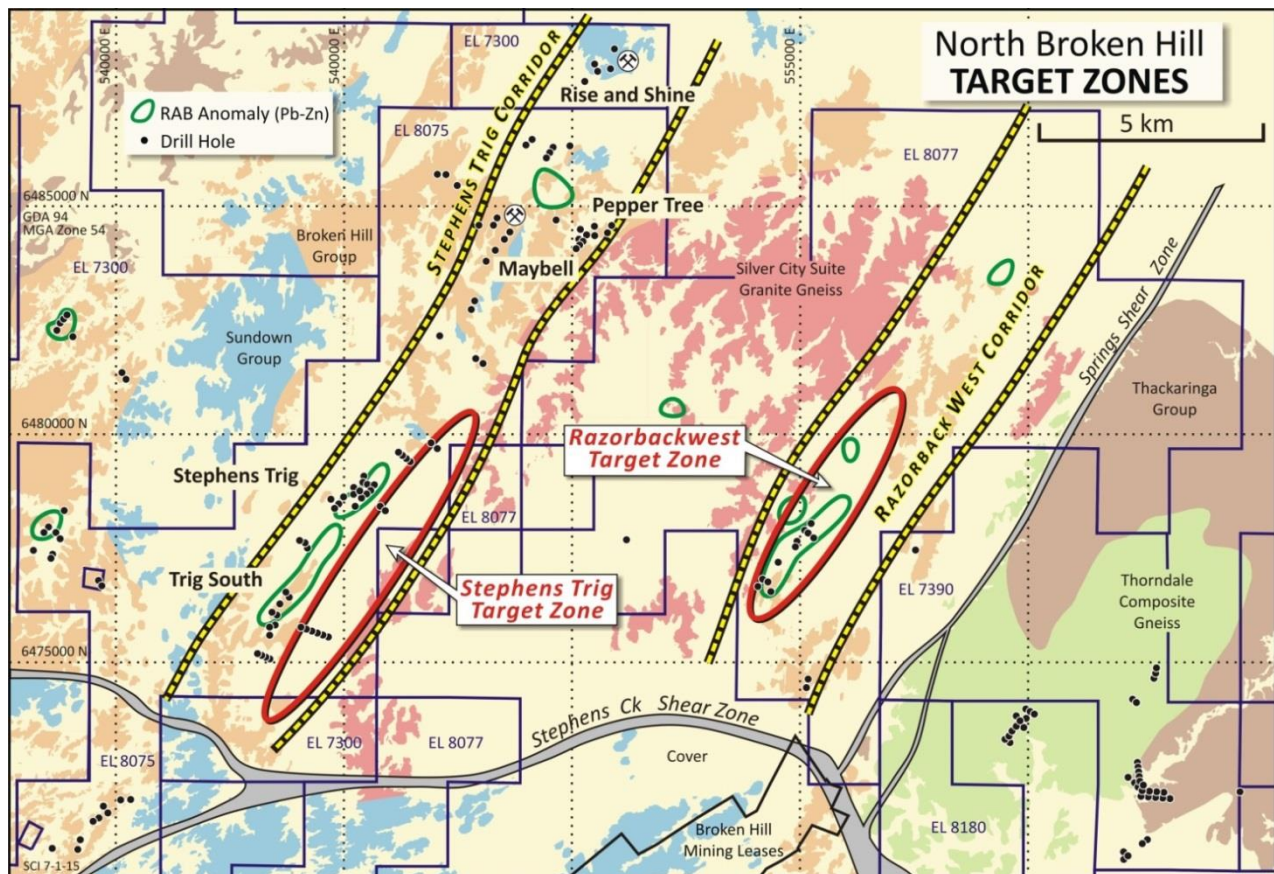 North Broken Hill
TARGET ZONES
5 km
540000 E
540000 E
555000 E
RAB Anomaly (Pb-Zn)
Drill Hole
EL 7300
STEPHENS TRIG CORRIDOR
Rise and Shine
EL 8075
EL 8077
6485000 N
GDA 94
MGA Zone 54
EL 7300
Broken Hill
Group
Pepper Tree
Maybell
Silver City Suite
Granite Gneiss
Sundown
Group
RAZORBACK WEST CORRIDOR
Springs Shear Zone
Thackaringa
Group
6480000 N
Stephens Trig
Razorbackwest
Target Zone
EL 8077
Trig South
Stephens Trig
Target Zone
EL 7390
Thorndale
Composite
Gneiss
6475000 N
Stephens Ck Shear Zone
EL 7300
EL 8077
EL 8075
Cover
Broken Hill
Mining Leases
EL 8180
SCI 7-1-15